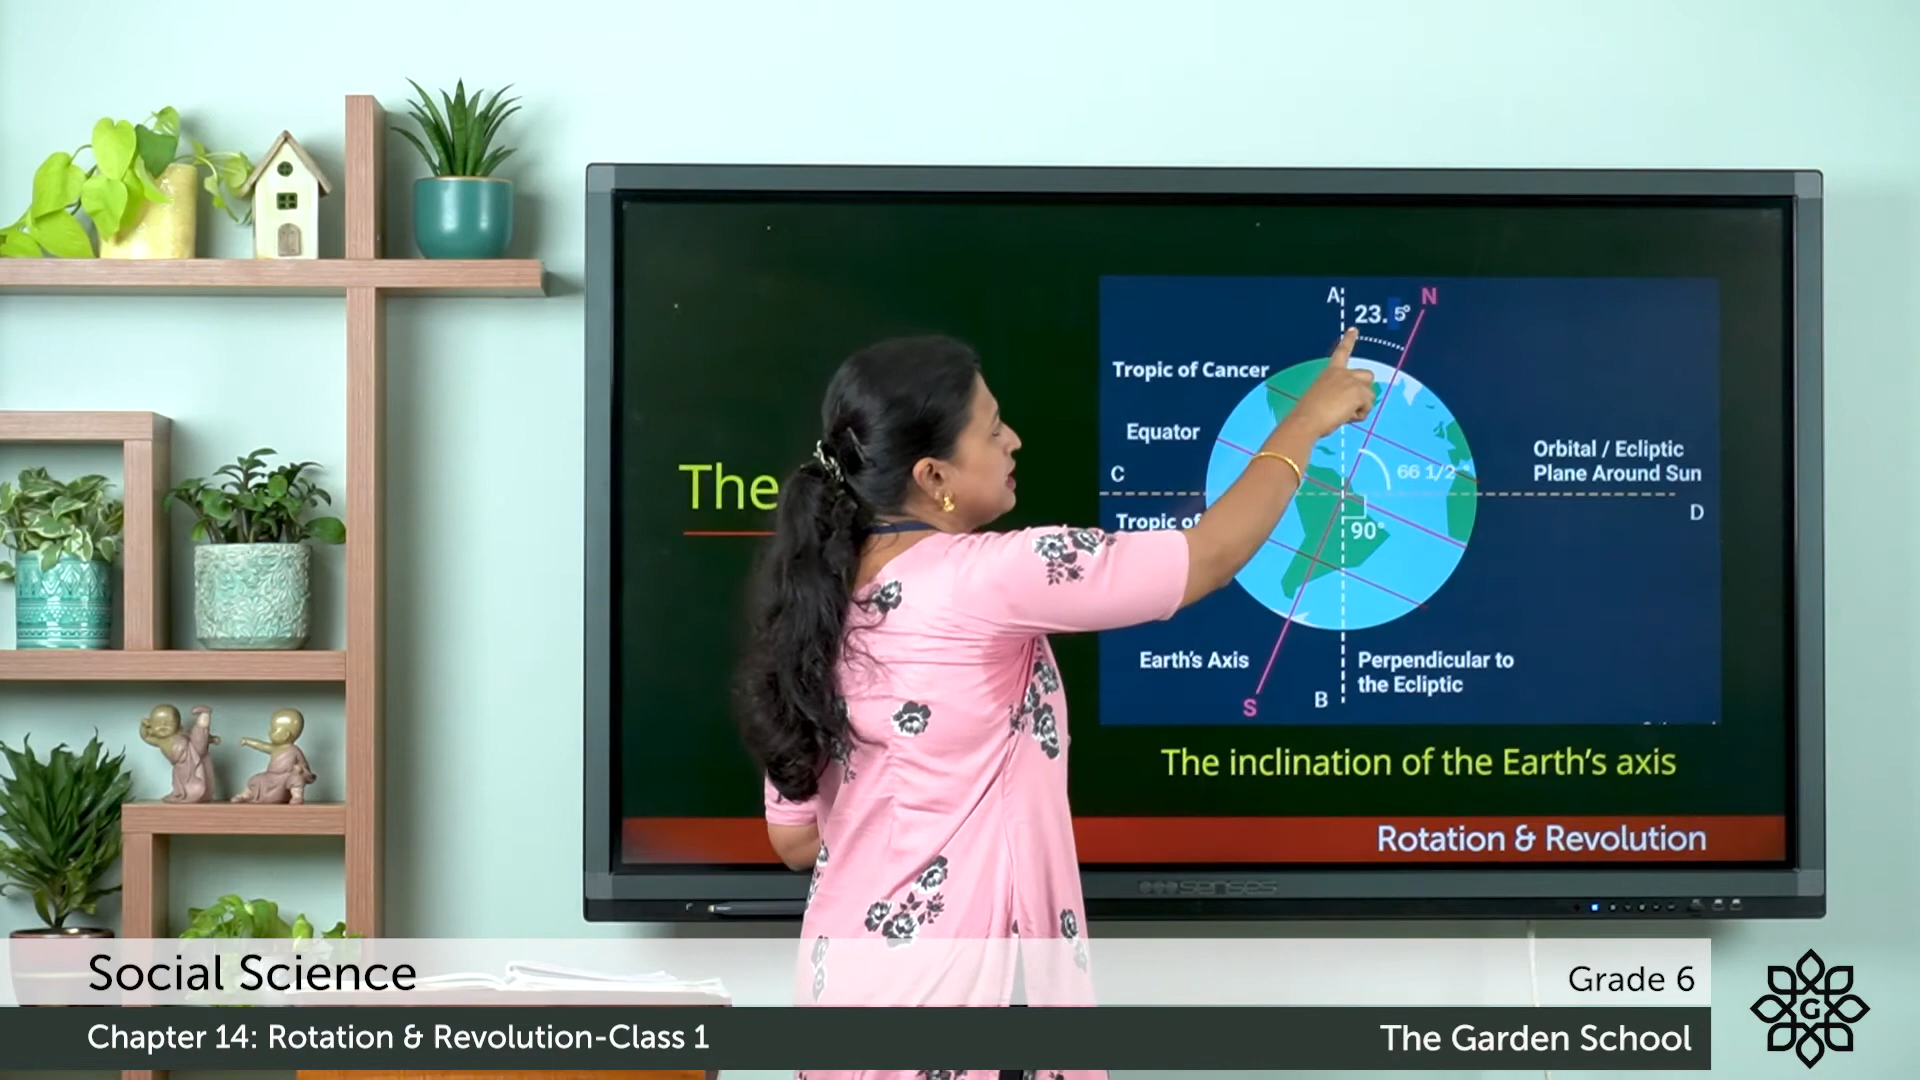 A
N
23.5°
Tropic of Cancer
Equator
C
66 1/2 °
Orbital / Ecliptic
Plane Around Sun
D
Tropic of
90°
The
Earth's Axis
Perpendicular to
the Ecliptic
S
B
The inclination of the Earth's axis
Rotation & Revolution
senses
Social Science
Grade 6
Chapter 14: Rotation & Revolution-Class 1
The Garden School
G